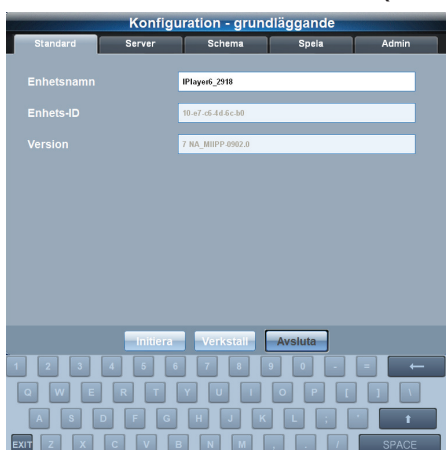 Konfiguration - grundläggande
Standard Server Schema Spela Admin
Enhetsnamn IPlayer6_2918
Enhets-ID 10-e7-c6-4d-6c-b0
Version 7 NA_MIIPP 0902.0
Initiera Verkställ Avsluta
1 2 3 4 5 6 7 8 9 0 - = ←
Q W E R T Y U I O P [ ] \
A S D F G H J K L ; ' ↑
EXIT Z X C V B N M , . / SPACE